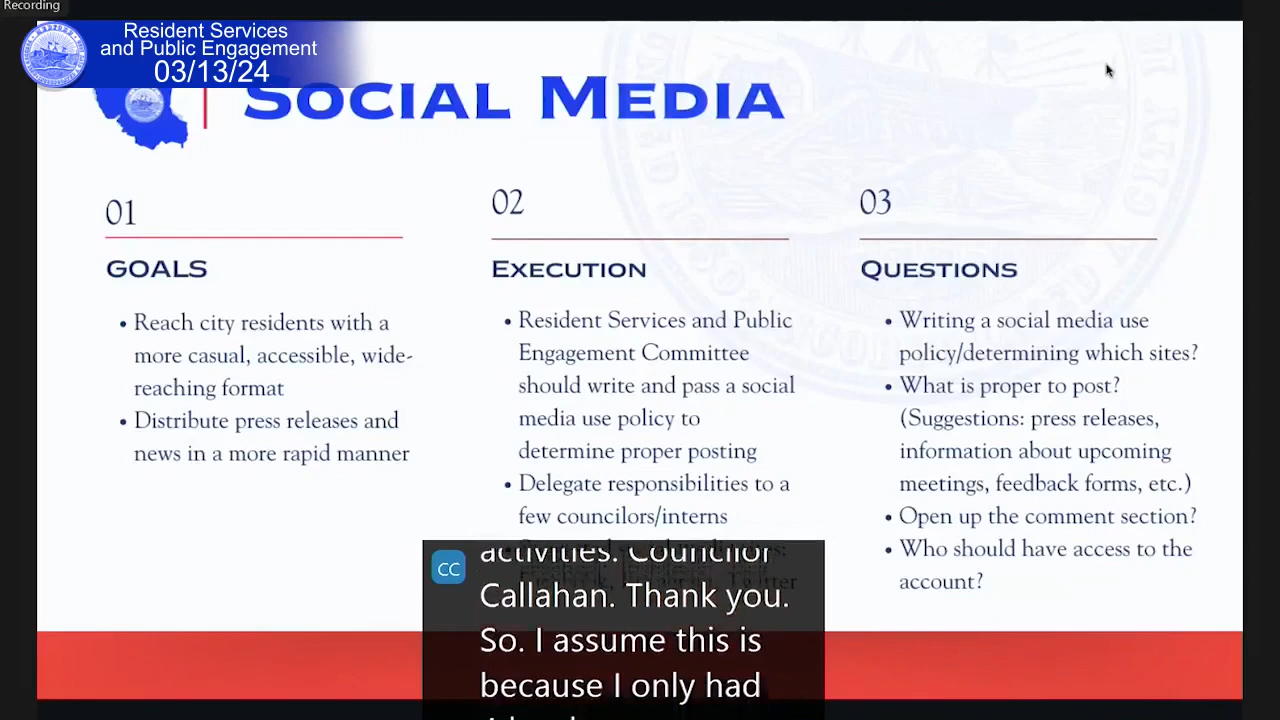 Recording
Resident Services
and Public Engagement
03/13/24
SOCIAL MEDIA
01
GOALS
• Reach city residents with a
more casual, accessible, wide-
reaching format
• Distribute press releases and
news in a more rapid manner
02
EXECUTION
• Resident Services and Public
Engagement Committee
should write and pass a social
media use policy to
determine proper posting
• Delegate responsibilities to a
few councilors/interns
03
QUESTIONS
• Writing a social media use
policy/determining which sites?
• What is proper to post?
(Suggestions: press releases,
information about upcoming
meetings, feedback forms, etc.)
• Open up the comment section?
• Who should have access to the
account?
CC
activities. Councilor
Callahan. Thank you.
So. I assume this is
because I only had